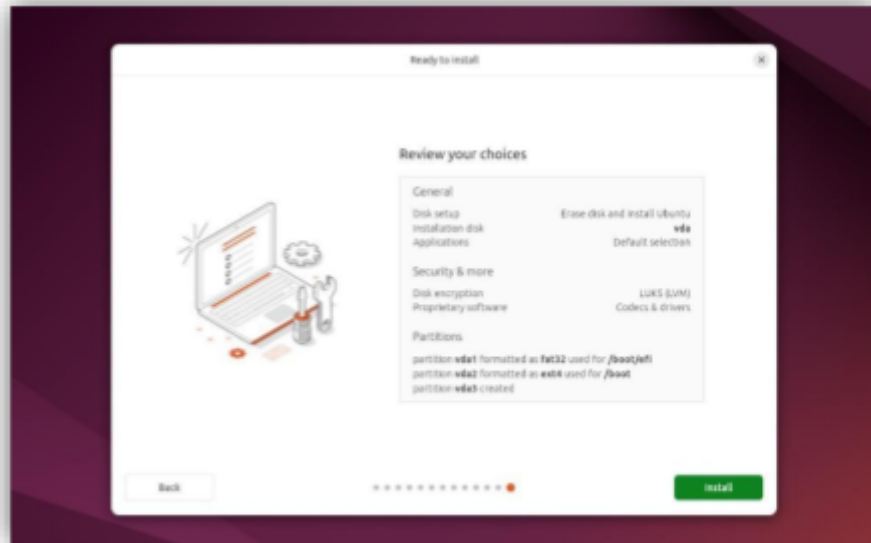 Ready to install
Review your choices
General
Disk setup Erase disk and install Ubuntu
Installation disk vda
Applications Default selection
Security & more
Disk encryption LUKS (LVM)
Proprietary software Codecs & drivers
Partitions
partition vda1 formatted as fat32 used for /boot/efi
partition vda2 formatted as ext4 used for /boot
partition vda3 created
Back Install